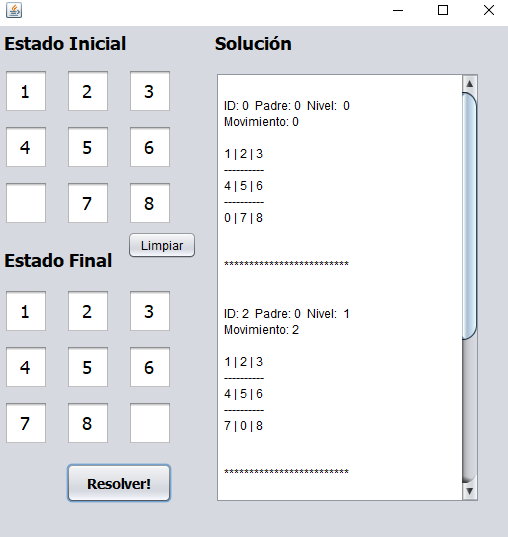 Estado Inicial
1 2 3
4 5 6
7 8
Limpiar
Estado Final
1 2 3
4 5 6
7 8
Resolver!
Solución
ID: 0 Padre: 0 Nivel: 0
Movimiento: 0
1 | 2 | 3
----------
4 | 5 | 6
----------
0 | 7 | 8
*************************
ID: 2 Padre: 0 Nivel: 1
Movimiento: 2
1 | 2 | 3
----------
4 | 5 | 6
----------
7 | 0 | 8
*************************